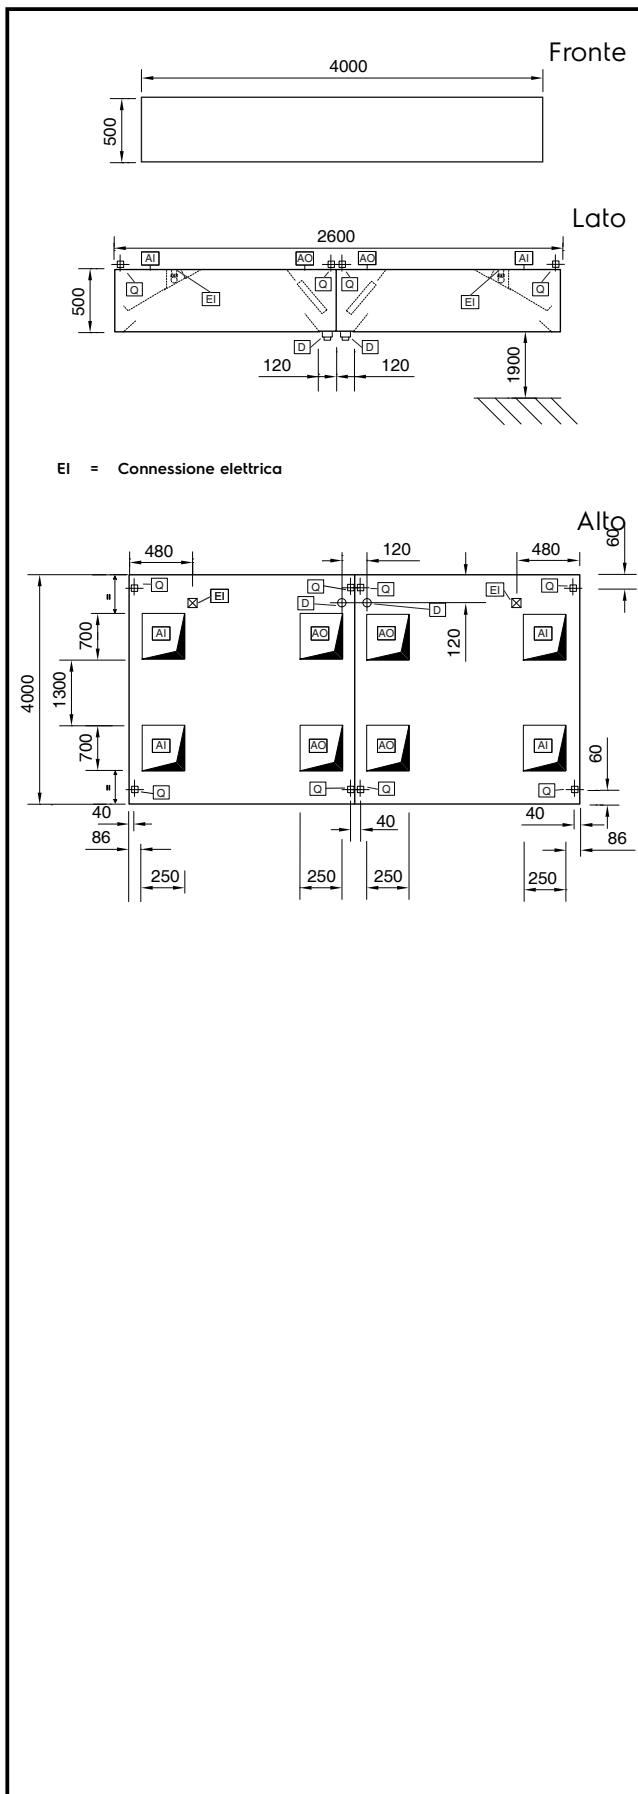 Fronte
4000
500
Lato
2600
AI AO AO AI
Q Q Q Q
EI EI
500
D D
120 120
1900
EI = Connessione elettrica
Alto
480 120 480 60
Q Q Q Q
EI EI
D D
=
700
120
AI AO AO AI
4000
1300
700
AI AO AO AI
60
=
Q Q Q Q
40 40 40
86 86
250 250 250 250